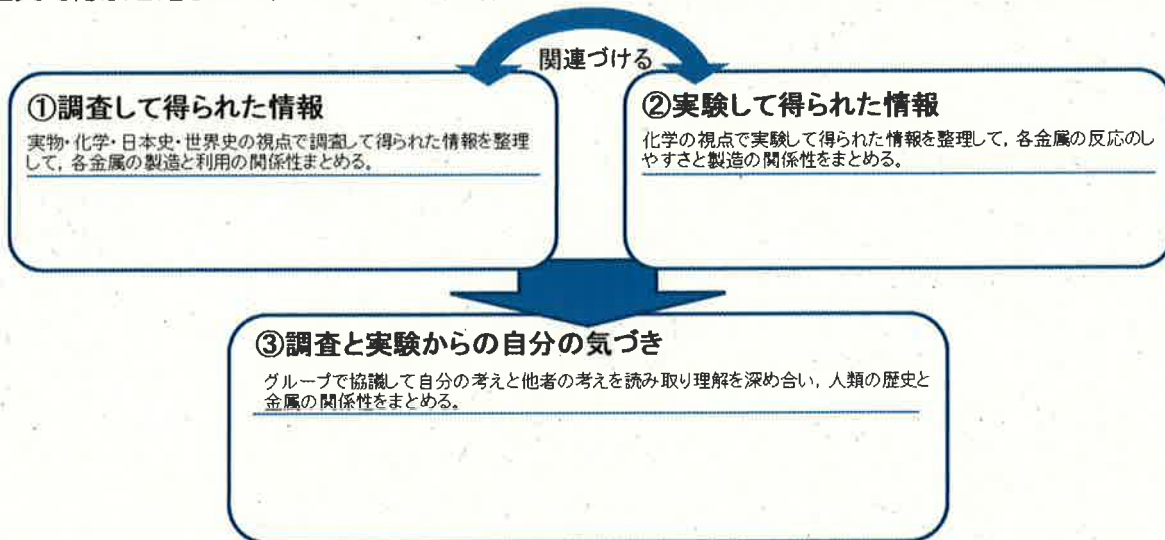 関連づける
①調査して得られた情報
実物・化学・日本史・世界史の視点で調査して得られた情報を整理
して，各金属の製造と利用の関係性まとめる。
②実験して得られた情報
化学の視点で実験して得られた情報を整理して，各金属の反応のし
やすさと製造の関係性をまとめる。
③調査と実験からの自分の気づき
グループで協議して自分の考えと他者の考えを読み取り理解を深め合い，人類の歴史と
金属の関係性をまとめる。